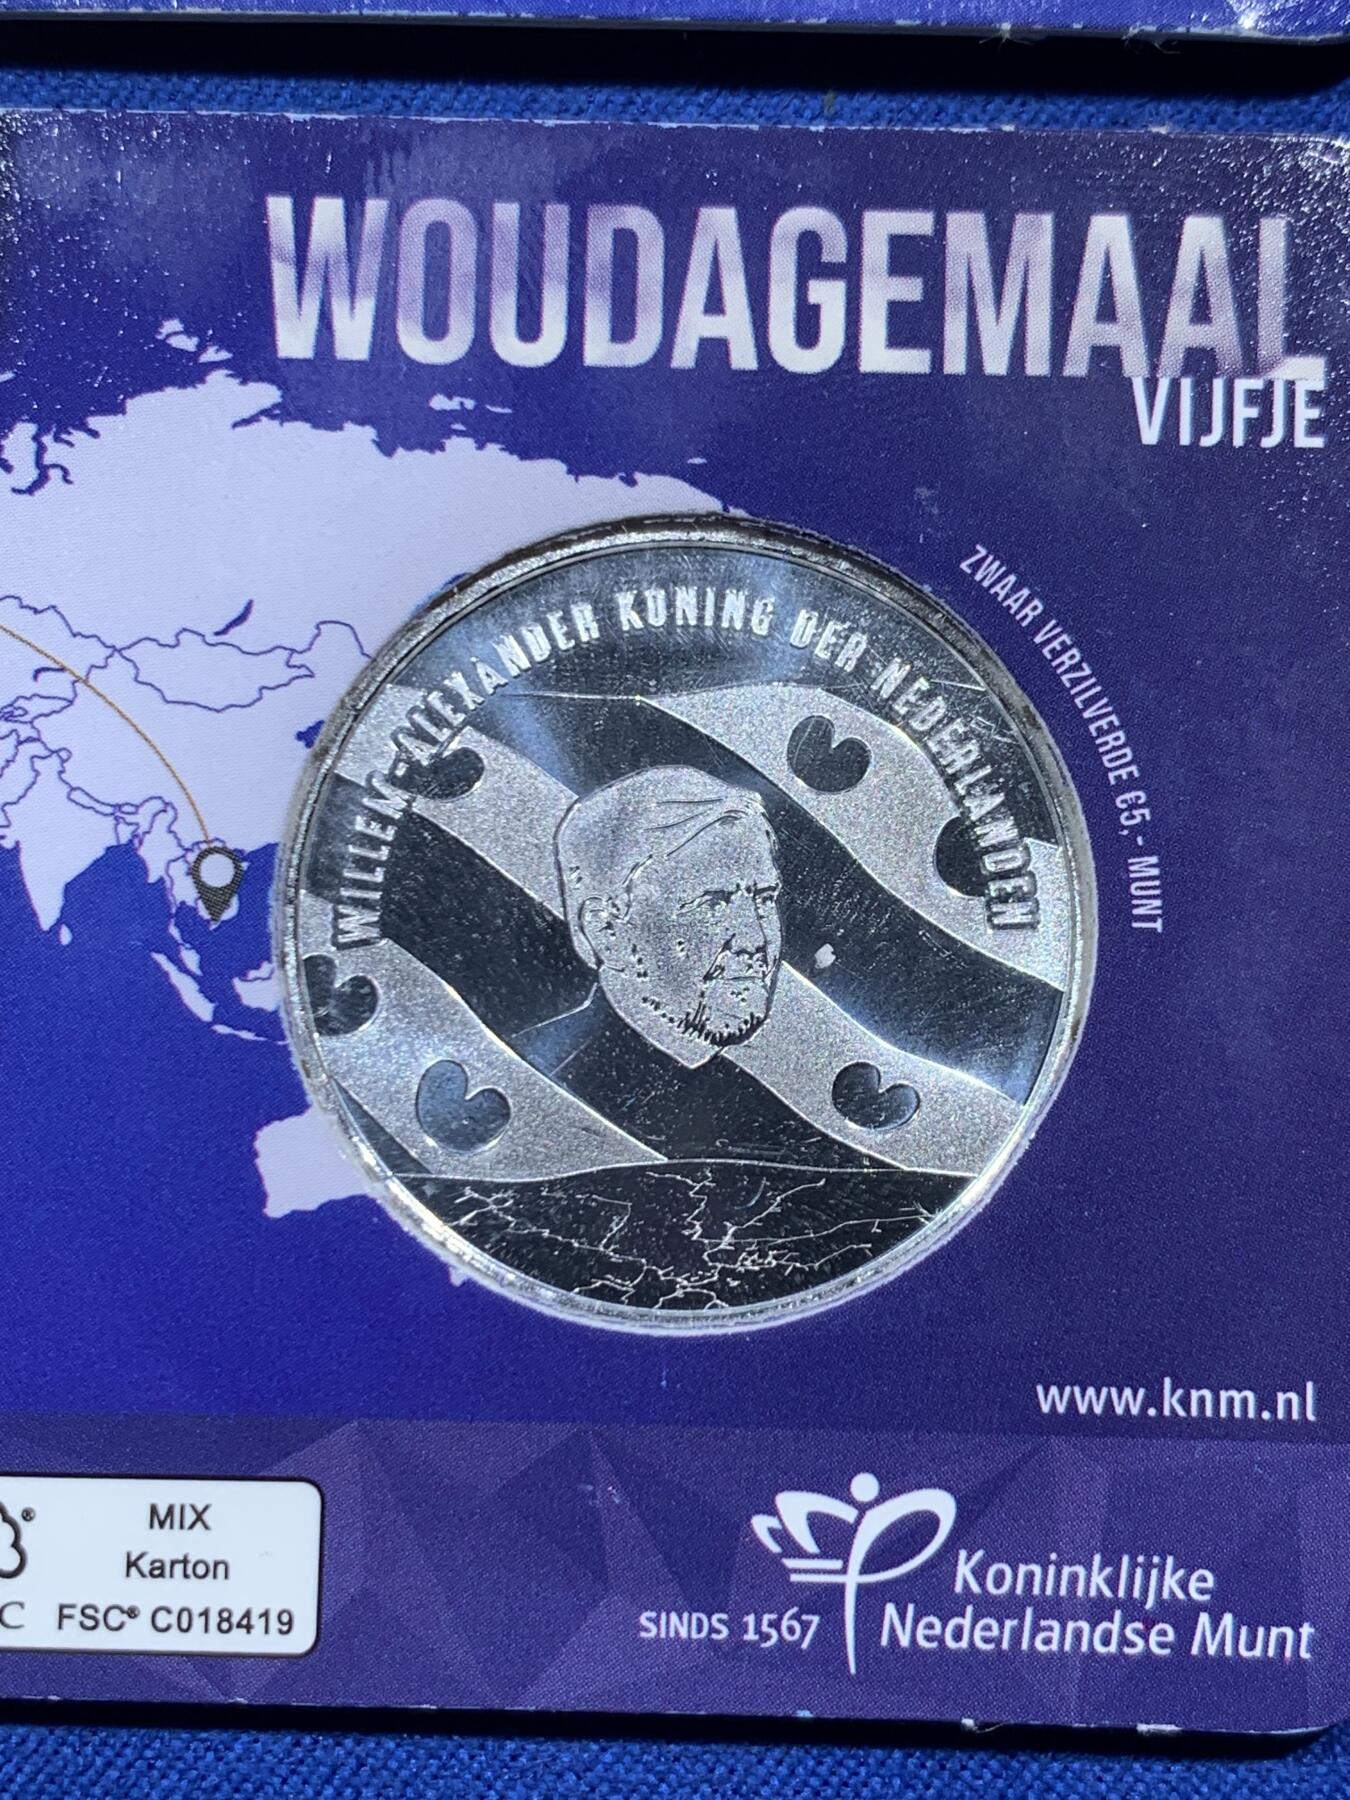 WOUDAGEMAAL
VIJFJE
ZWAAR VERZILVERDE €5,- MUNT
WILLEM-ALEXANDER KONING DER NEDERLANDEN
www.knm.nl
MIX
Karton
FSC® C018419
SINDS 1567
Koninklijke
Nederlandse Munt